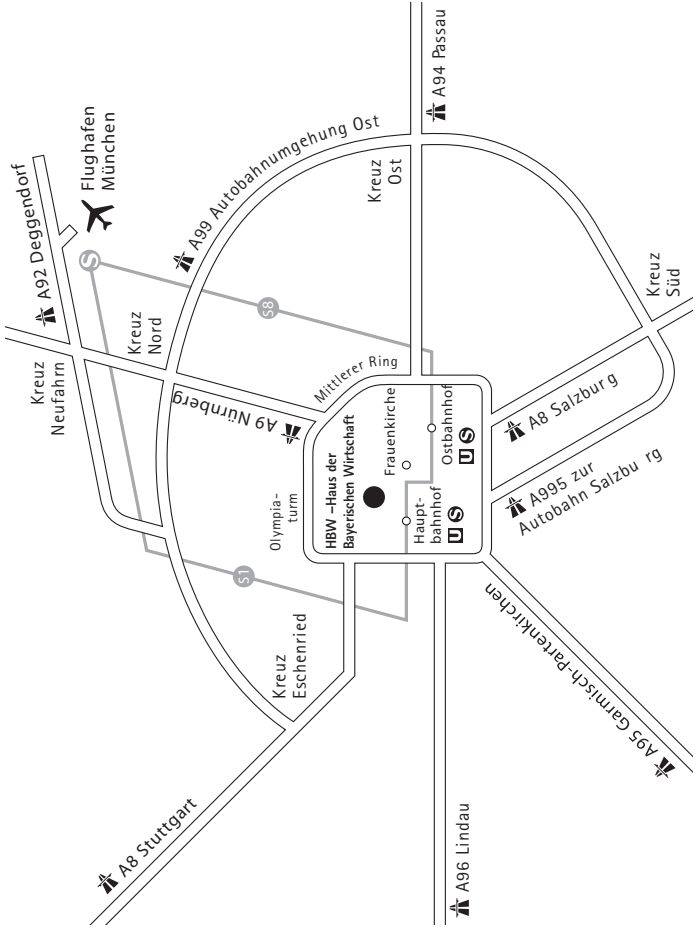 A92 Deggendorf
Flughafen
München
S
Kreuz
Neufahrn
Kreuz
Nord
A99 Autobahnumgehung Ost
S8
A9 Nürnberg
Mittlerer Ring
Kreuz
Ost
A94 Passau
Olympia-
turm
HBW –Haus der
Bayerischen Wirtschaft
Frauenkirche
Haupt-
bahnhof
U S
Ostbahnhof
U S
S1
Kreuz
Eschenried
A8 Stuttgart
A96 Lindau
A95 Garmisch-Partenkirchen
A995 zur
Autobahn Salzbu rg
A8 Salzbur g
Kreuz
Süd